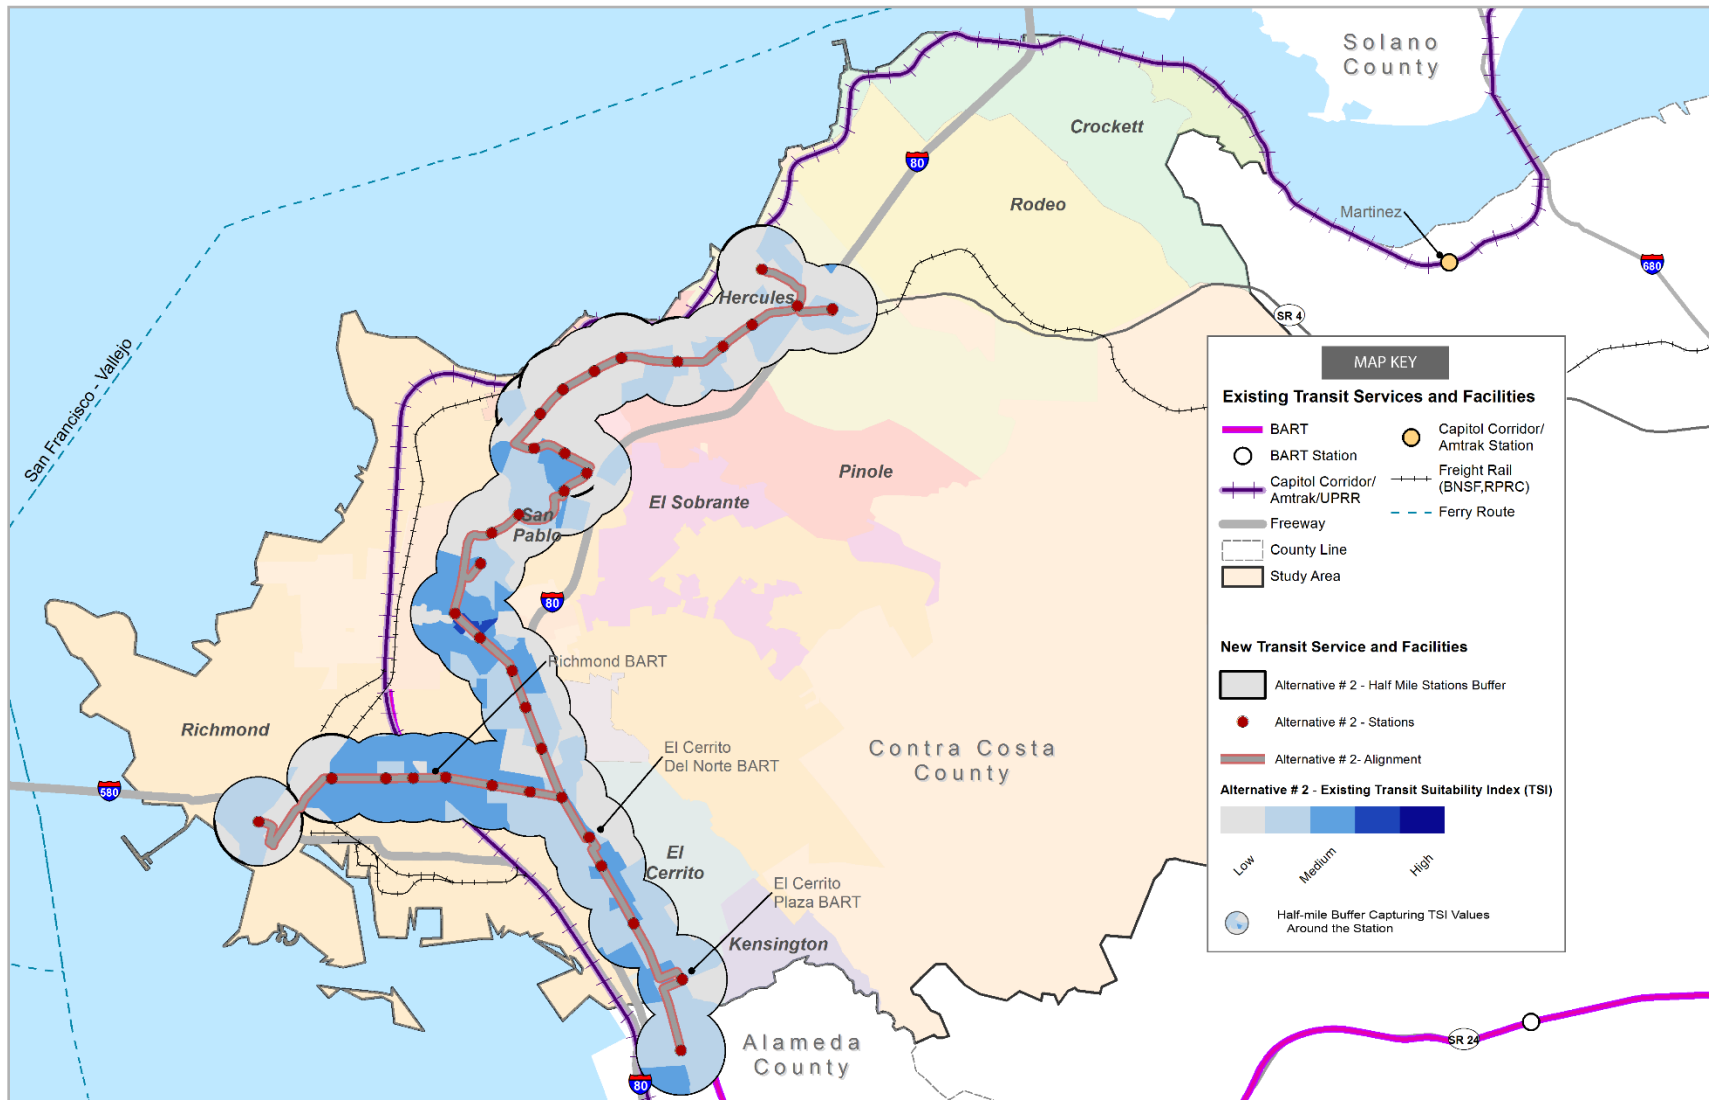 Solano
County
Crockett
80
Rodeo
Martinez
680
Hercules
SR 4
San Francisco - Vallejo
Pinole
El Sobrante
San
Pablo
80
Richmond BART
Richmond
El Cerrito
Del Norte BART
Contra Costa
County
580
El
Cerrito
El Cerrito
Plaza BART
Kensington
Alameda
County
80
SR 24
MAP KEY
Existing Transit Services and Facilities
BART
BART Station
Capitol Corridor/
Amtrak/UPRR
Freeway
County Line
Study Area
Capitol Corridor/
Amtrak Station
Freight Rail
(BNSF,RPRC)
Ferry Route
New Transit Service and Facilities
Alternative # 2 - Half Mile Stations Buffer
Alternative # 2 - Stations
Alternative # 2- Alignment
Alternative # 2 - Existing Transit Suitability Index (TSI)
Low
Medium
High
Half-mile Buffer Capturing TSI Values
Around the Station